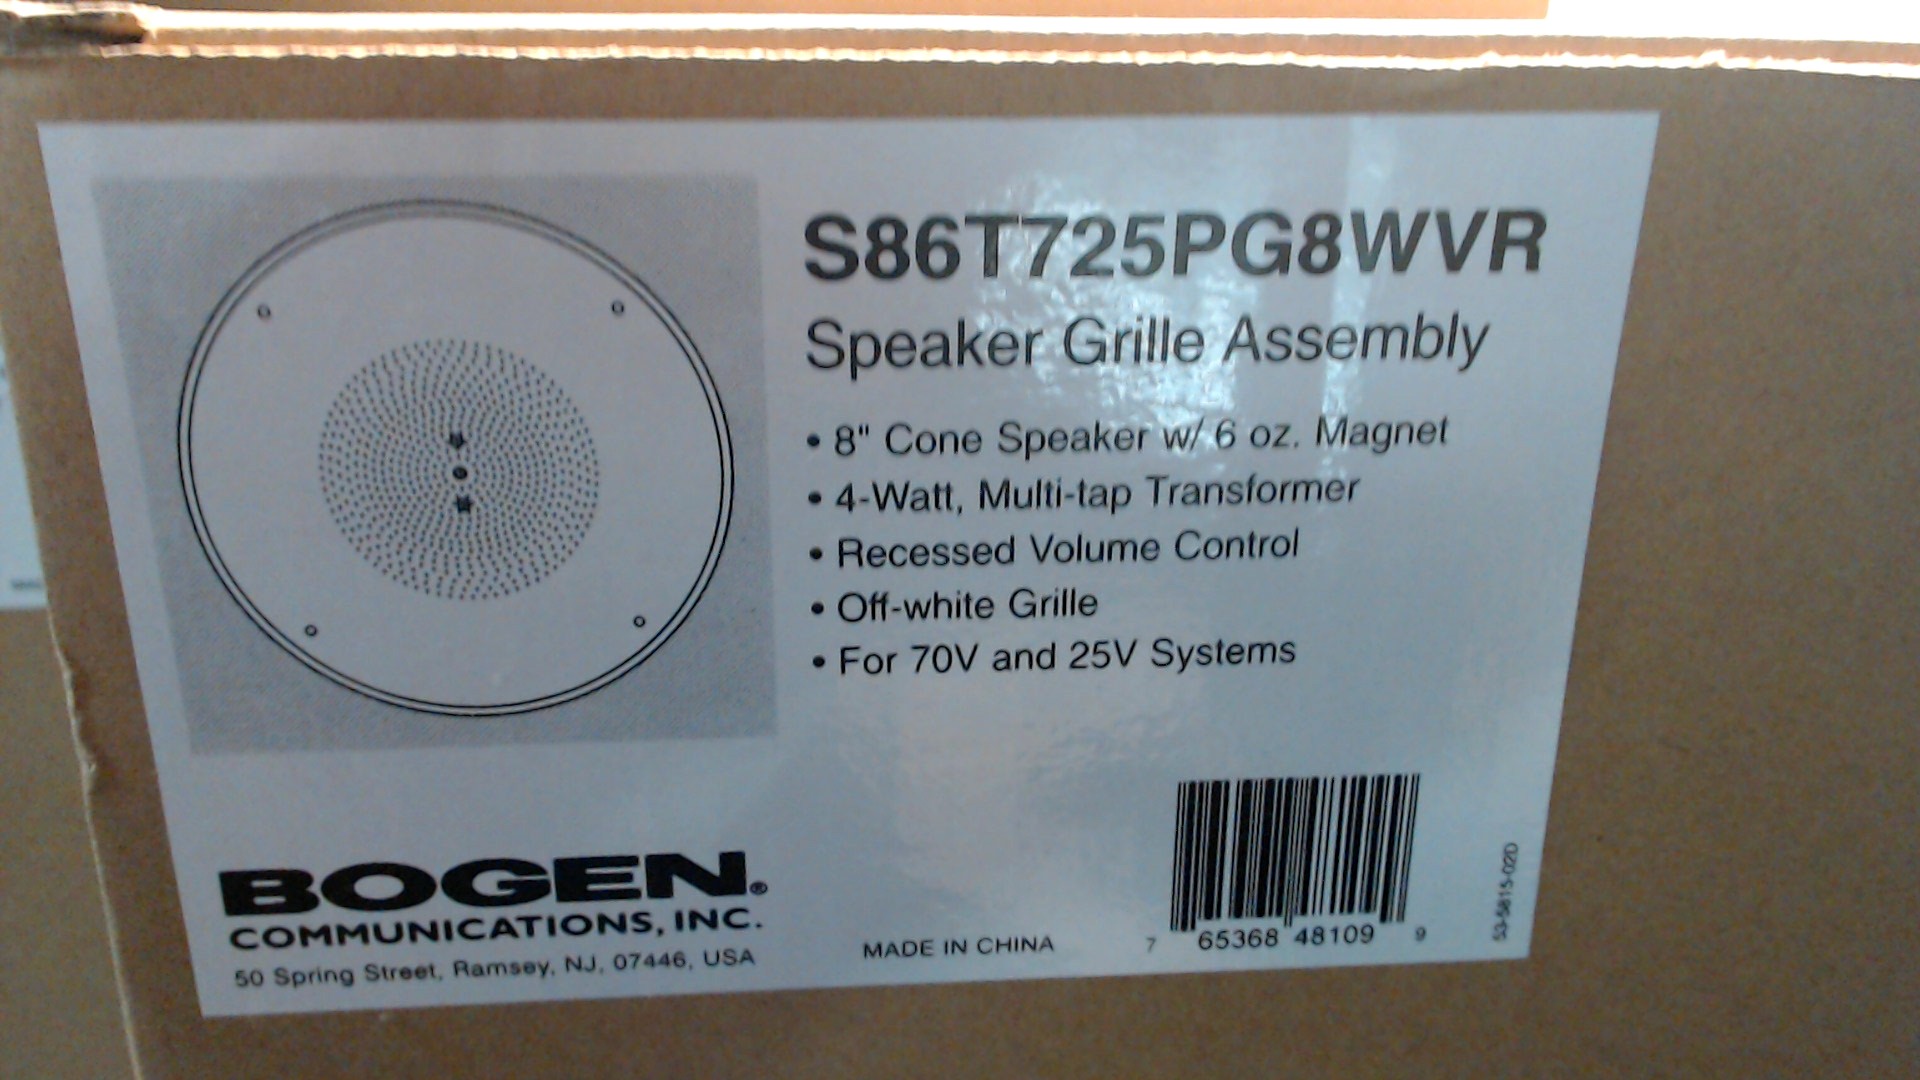 S86T725PG8WVR
Speaker Grille Assembly
• 8" Cone Speaker w/ 6 oz. Magnet
• 4-Watt, Multi-tap Transformer
• Recessed Volume Control
• Off-white Grille
• For 70V and 25V Systems
BOGEN®
COMMUNICATIONS, INC.
50 Spring Street, Ramsey, NJ, 07446, USA
MADE IN CHINA
7 65368 48109 9
53-5815-02D